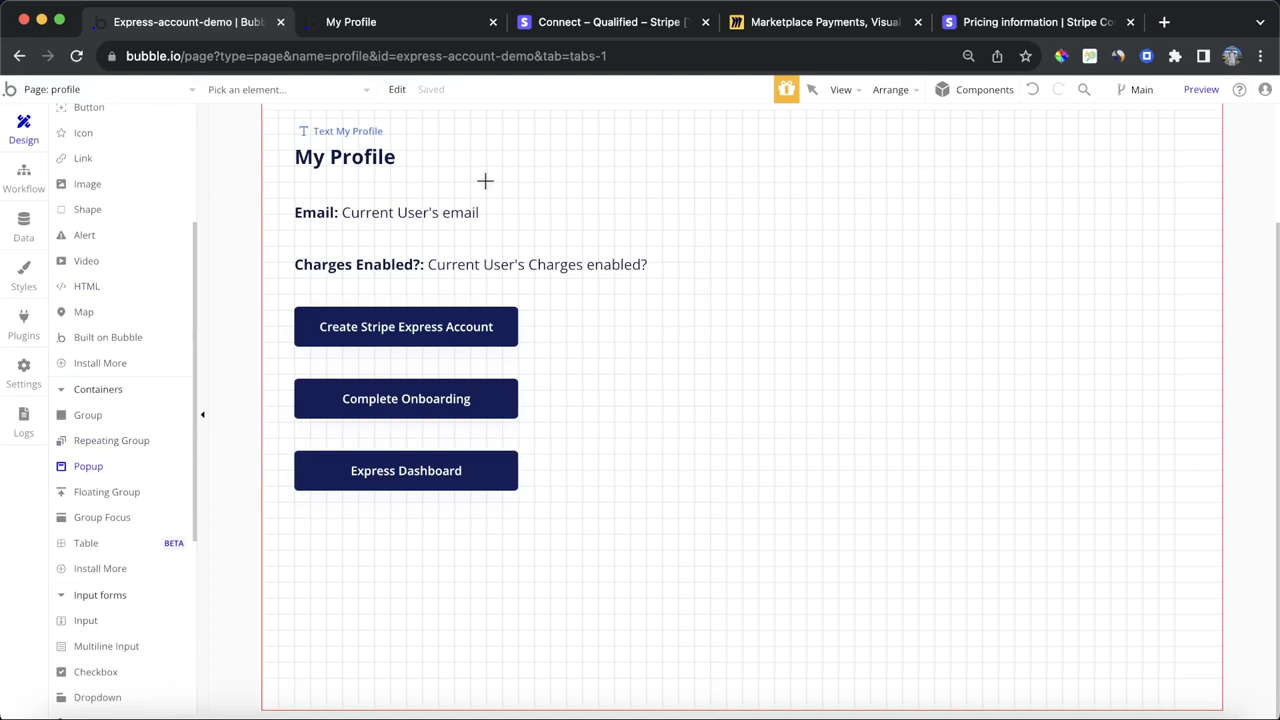 Express-account-demo | Bubb
My Profile
Connect – Qualified – Stripe [
Marketplace Payments, Visual
Pricing information | Stripe Co
bubble.io/page?type=page&name=profile&id=express-account-demo&tab=tabs-1
Page: profile
Pick an element...
Edit
Saved
View
Arrange
Components
Main
Preview
Design
Workflow
Data
Styles
Plugins
Settings
Logs
Button
Icon
Link
Image
Shape
Alert
Video
HTML
Map
Built on Bubble
Install More
Containers
Group
Repeating Group
Popup
Floating Group
Group Focus
Table BETA
Install More
Input forms
Input
Multiline Input
Checkbox
Dropdown
Text My Profile
My Profile
Email: Current User's email
Charges Enabled?: Current User's Charges enabled?
Create Stripe Express Account
Complete Onboarding
Express Dashboard